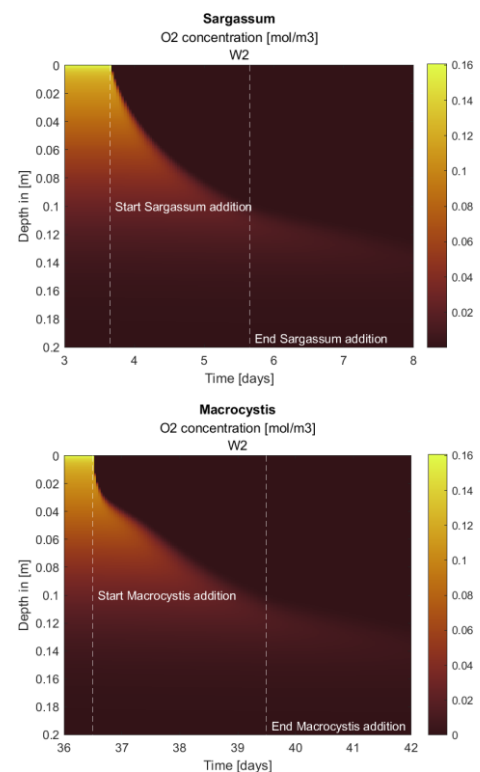 Sargassum
O2 concentration [mol/m3]
W2
0
0.02
0.04
0.06
0.08
0.1
0.12
0.14
0.16
0.18
0.2
Depth in [m]
Start Sargassum addition
End Sargassum addition
3 4 5 6 7 8
Time [days]
0.16
0.14
0.12
0.1
0.08
0.06
0.04
0.02
Macrocystis
O2 concentration [mol/m3]
W2
0
0.02
0.04
0.06
0.08
0.1
0.12
0.14
0.16
0.18
0.2
Depth in [m]
Start Macrocystis addition
End Macrocystis addition
36 37 38 39 40 41 42
Time [days]
0.16
0.14
0.12
0.1
0.08
0.06
0.04
0.02
0